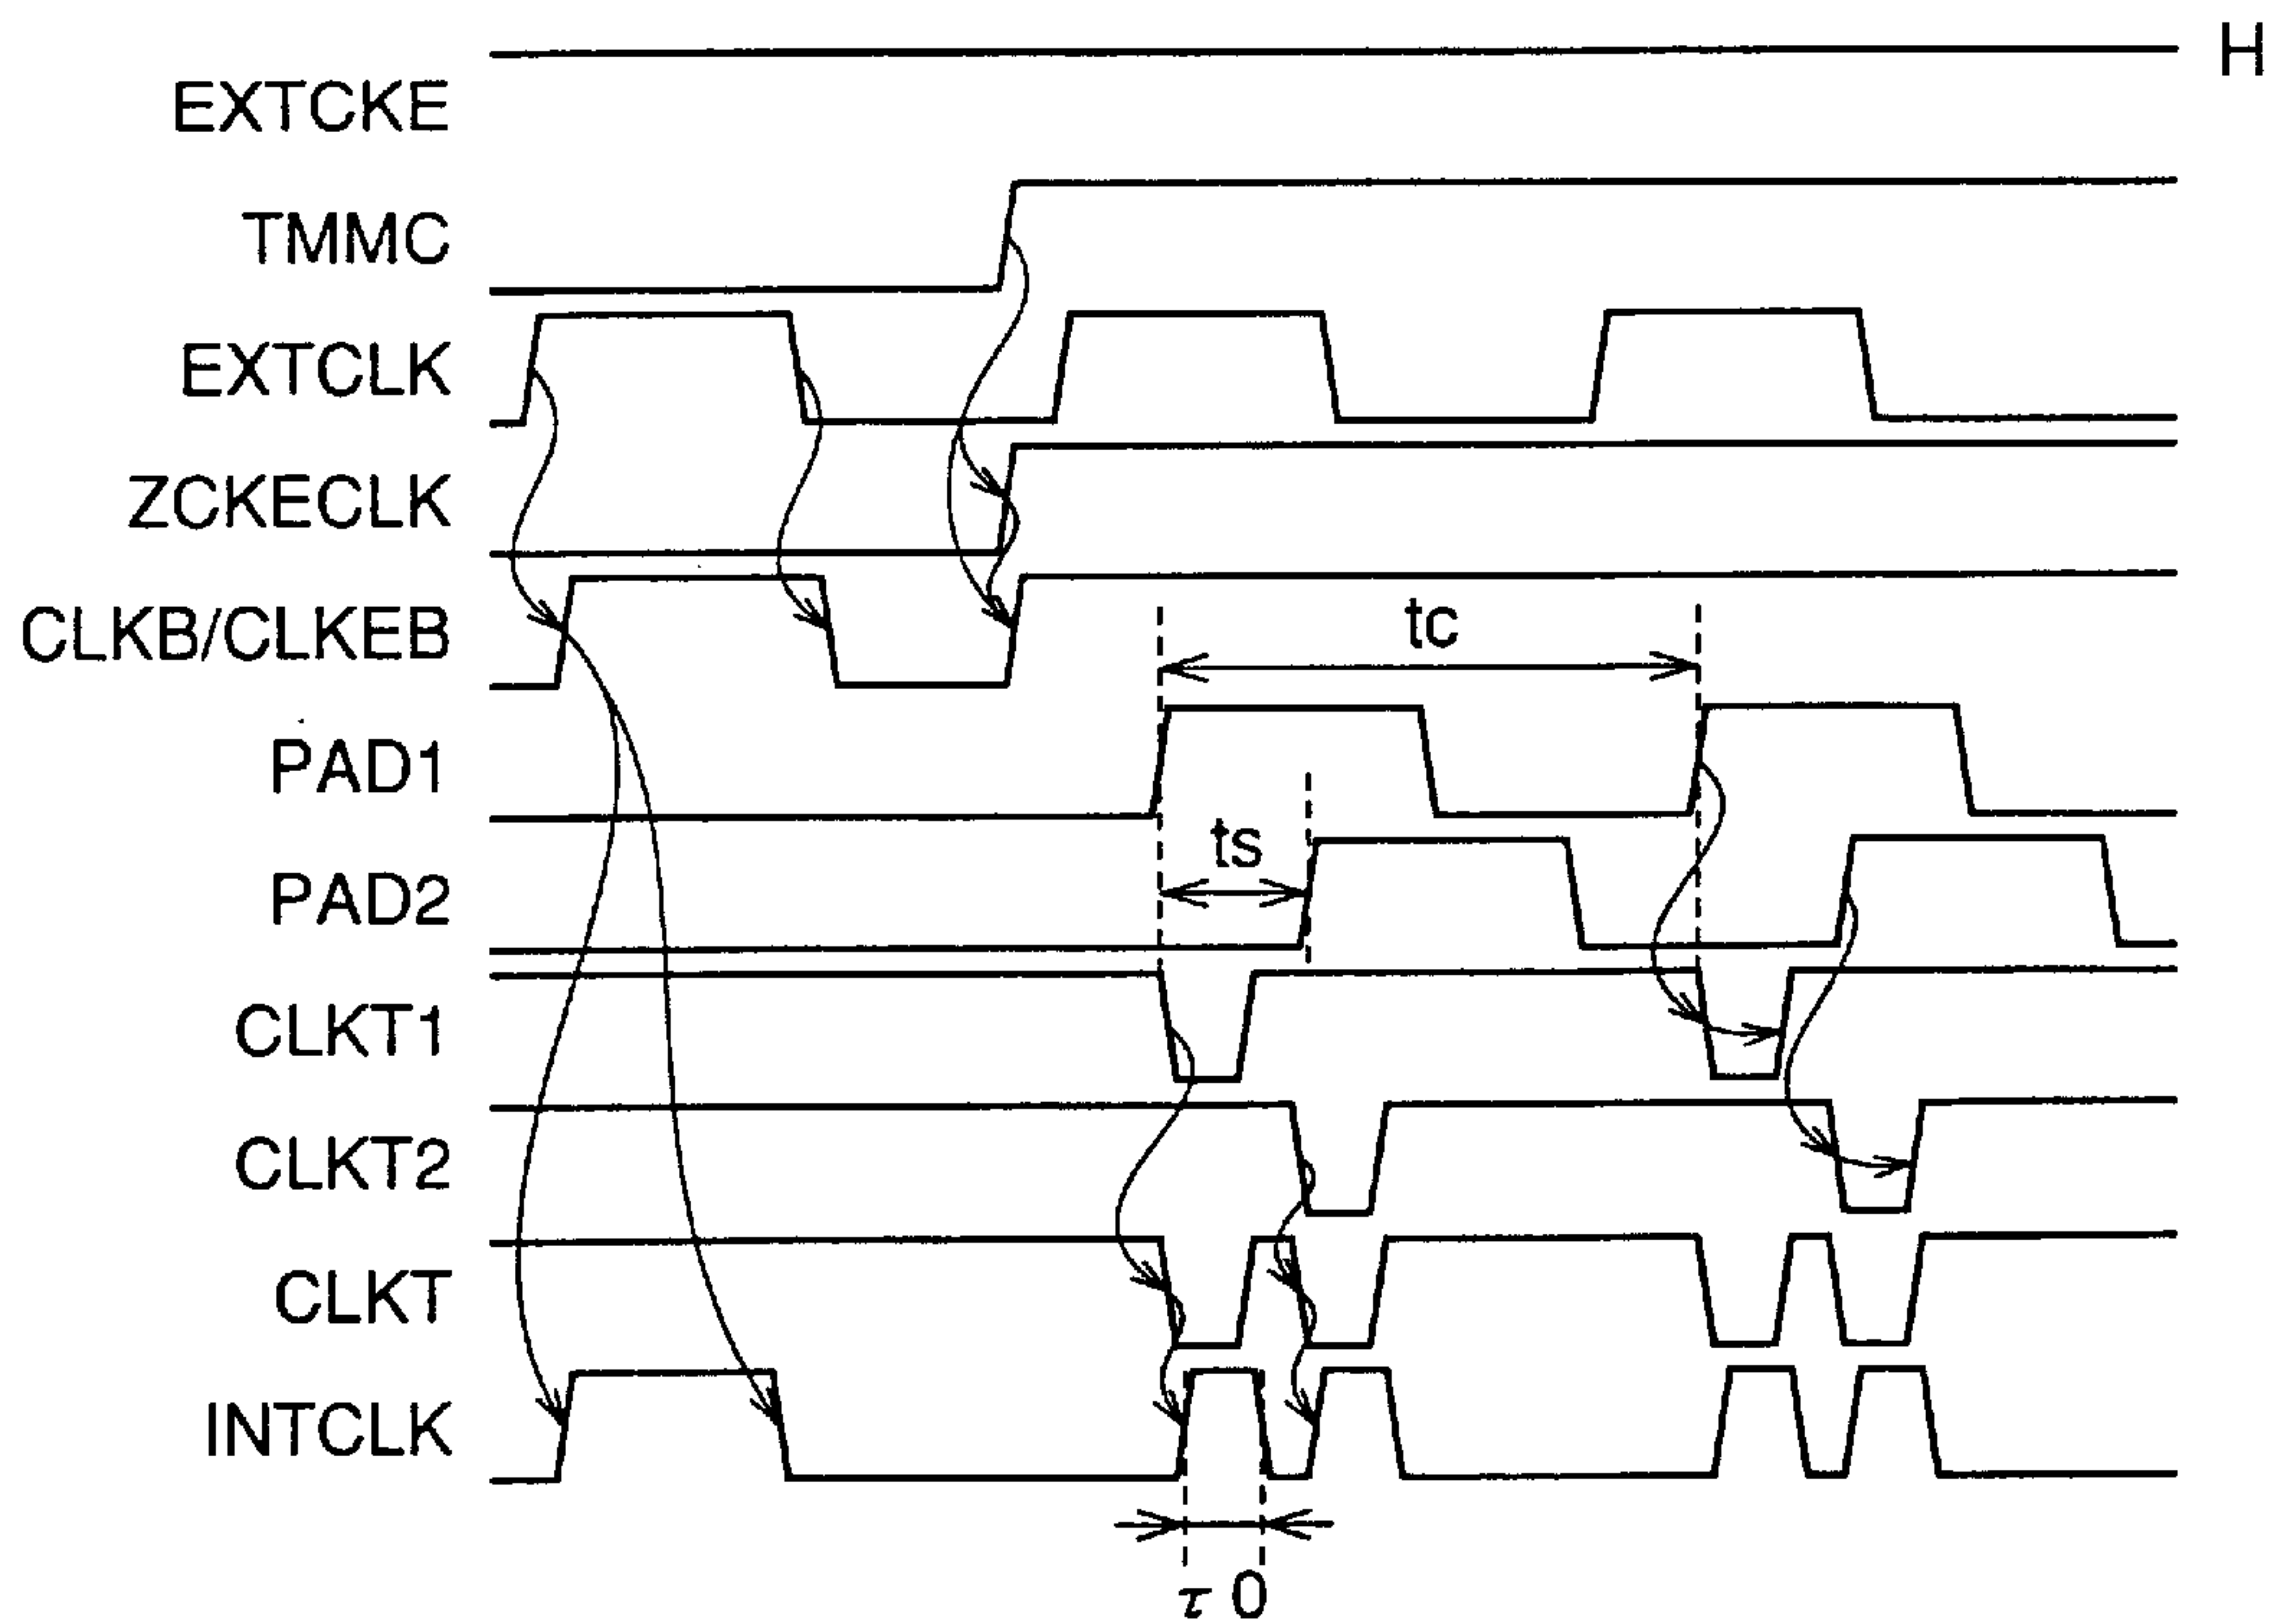 H
EXTCKE
TMMC
EXTCLK
ZCKECLK
CLKB/CLKEB
tc
PAD1
ts
PAD2
CLKT1
CLKT2
CLKT
INTCLK
τ 0